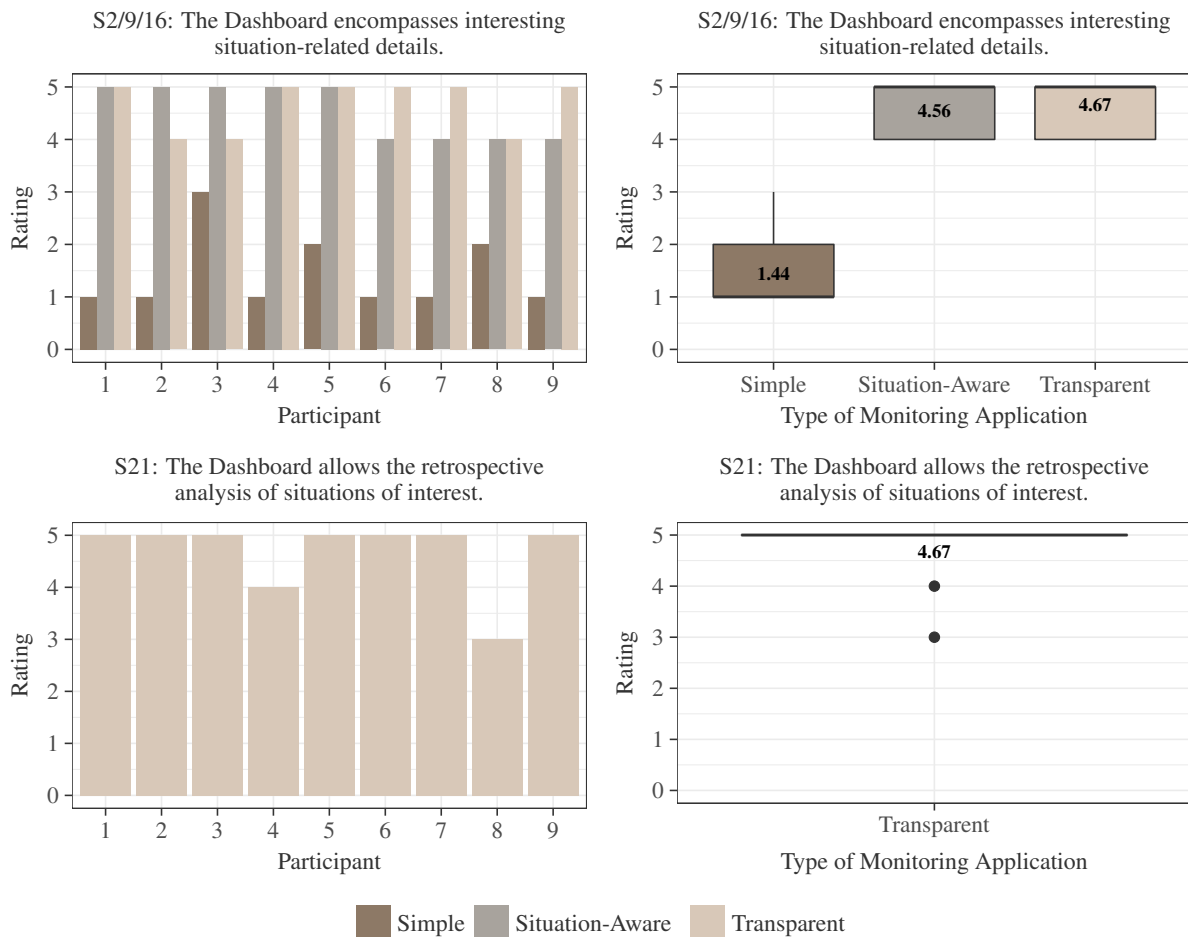 S2/9/16: The Dashboard encompasses interesting
situation-related details.
Rating
5
4
3
2
1
0
1 2 3 4 5 6 7 8 9
Participant
S2/9/16: The Dashboard encompasses interesting
situation-related details.
Rating
5
4
3
2
1
0
4.56
4.67
1.44
Simple Situation-Aware Transparent
Type of Monitoring Application
S21: The Dashboard allows the retrospective
analysis of situations of interest.
Rating
5
4
3
2
1
0
1 2 3 4 5 6 7 8 9
Participant
S21: The Dashboard allows the retrospective
analysis of situations of interest.
Rating
5
4
3
2
1
0
4.67
Transparent
Type of Monitoring Application
Simple Situation-Aware Transparent